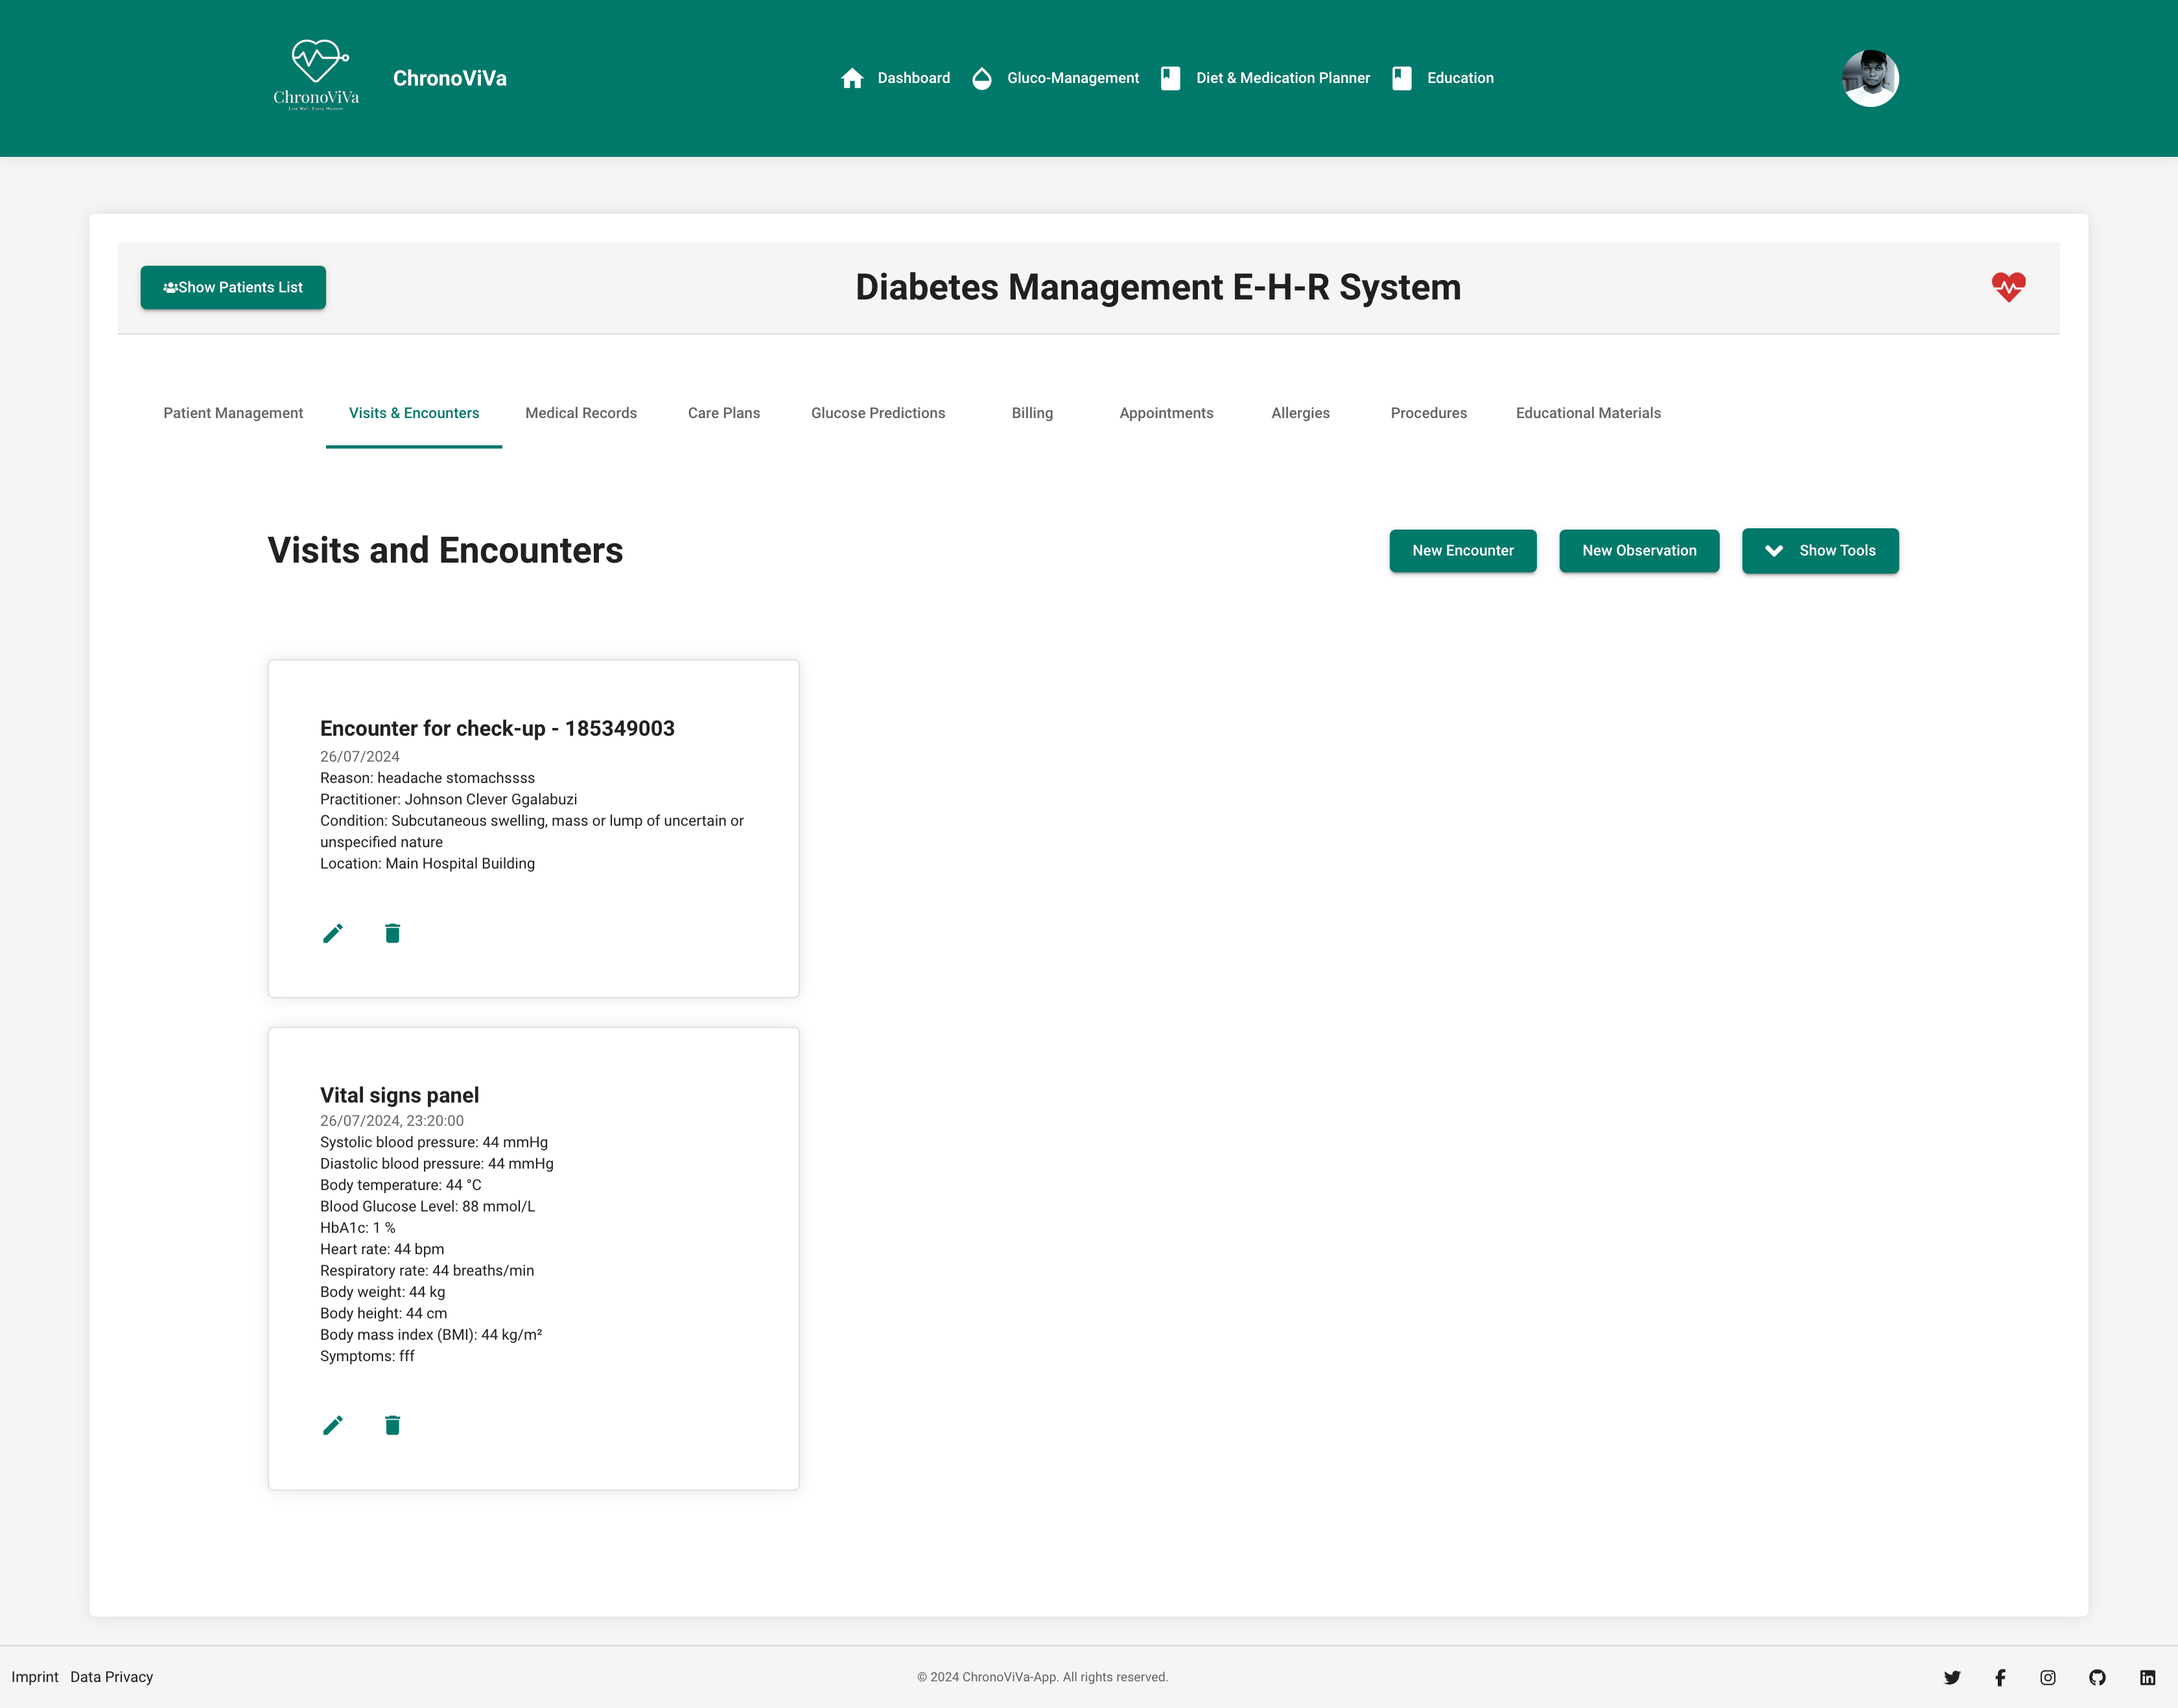 ChronoViVa
Live Well, Every Moment
ChronoViVa
Dashboard
Gluco-Management
Diet & Medication Planner
Education
Show Patients List
Diabetes Management E-H-R System
Patient Management
Visits & Encounters
Medical Records
Care Plans
Glucose Predictions
Billing
Appointments
Allergies
Procedures
Educational Materials
Visits and Encounters
New Encounter
New Observation
Show Tools
Encounter for check-up - 185349003
26/07/2024
Reason: headache stomachssss
Practitioner: Johnson Clever Ggalabuzi
Condition: Subcutaneous swelling, mass or lump of uncertain or
unspecified nature
Location: Main Hospital Building
Vital signs panel
26/07/2024, 23:20:00
Systolic blood pressure: 44 mmHg
Diastolic blood pressure: 44 mmHg
Body temperature: 44 °C
Blood Glucose Level: 88 mmol/L
HbA1c: 1 %
Heart rate: 44 bpm
Respiratory rate: 44 breaths/min
Body weight: 44 kg
Body height: 44 cm
Body mass index (BMI): 44 kg/m²
Symptoms: fff
Imprint
Data Privacy
© 2024 ChronoViVa-App. All rights reserved.